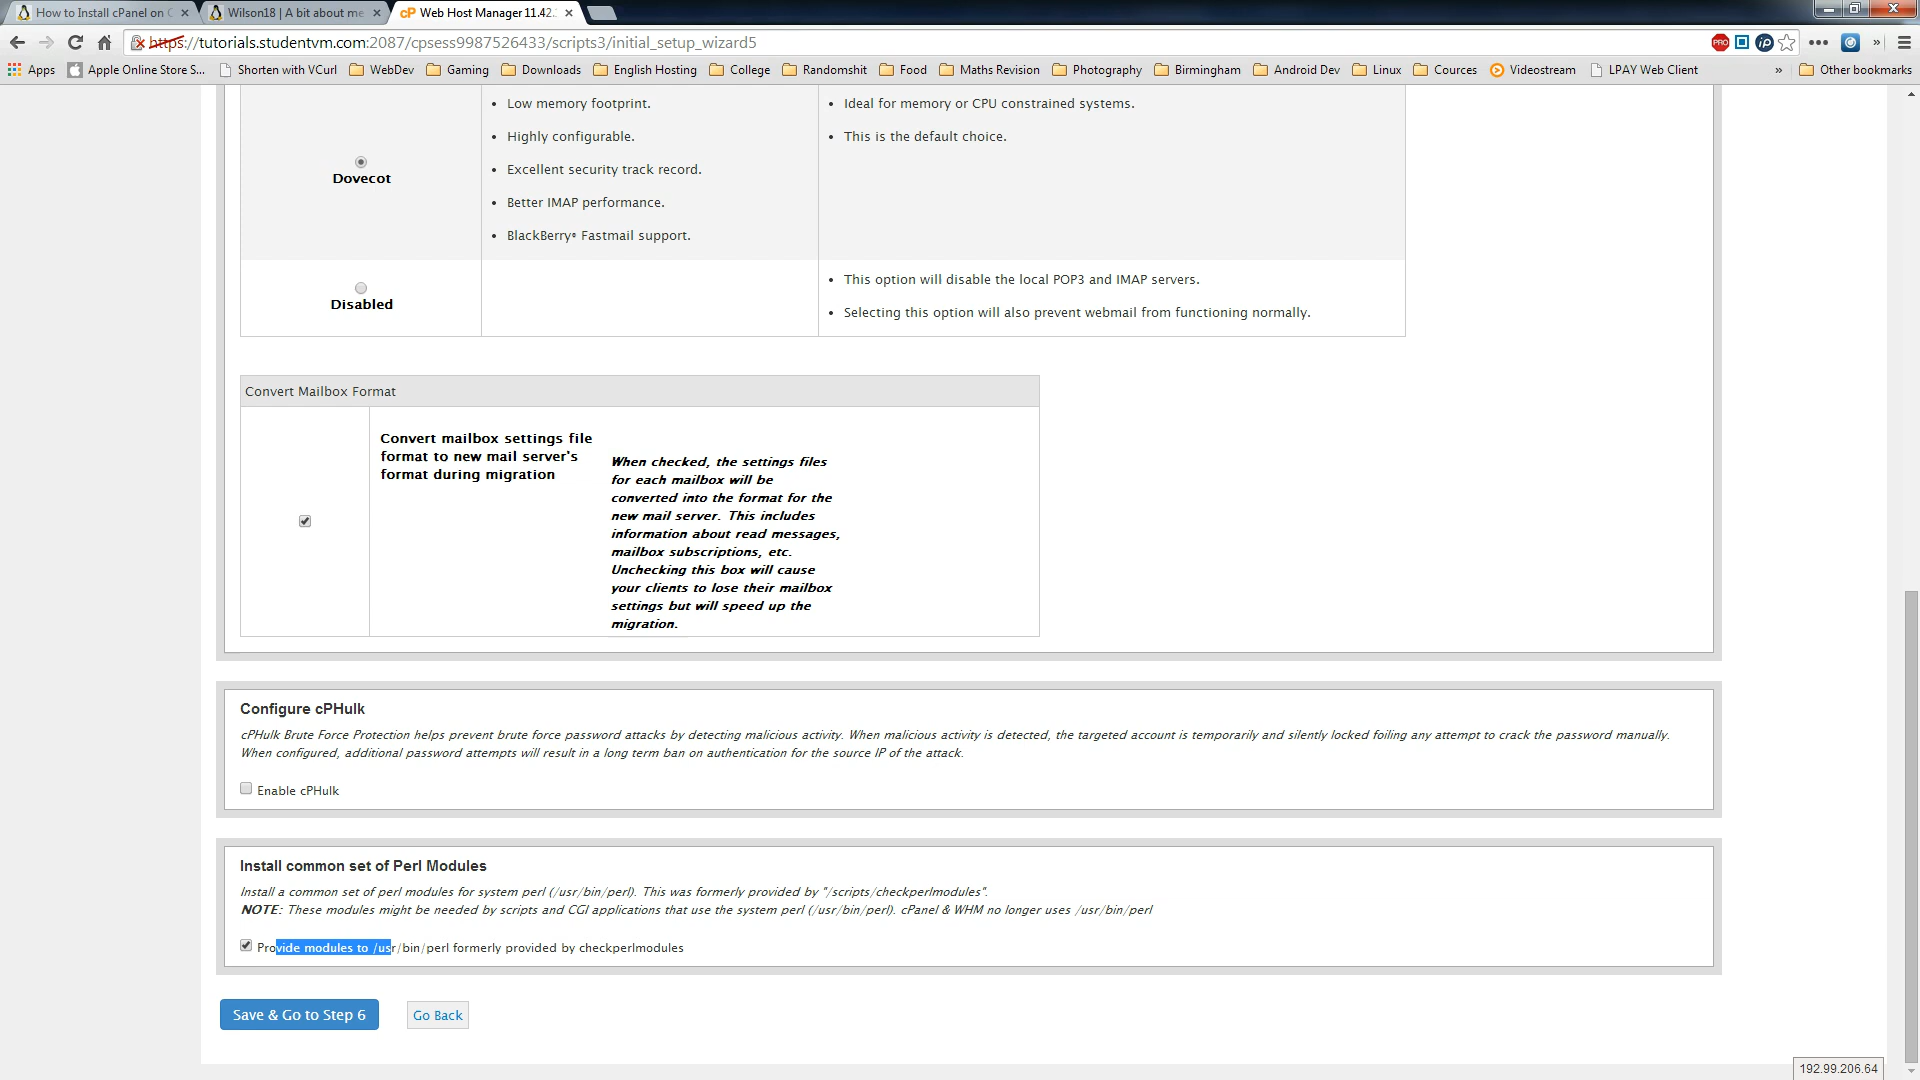 How to Install cPanel on C
Wilson18 | A bit about me
cP Web Host Manager 11.42.
https://tutorials.studentvm.com:2087/cpsess9987526433/scripts3/initial_setup_wizard5
PRO
iP
Apps
Apple Online Store S...
Shorten with VCurl
WebDev
Gaming
Downloads
English Hosting
College
Randomshit
Food
Maths Revision
Photography
Birmingham
Android Dev
Linux
Cources
Videostream
LPAY Web Client
»
Other bookmarks
Dovecot
• Low memory footprint.
• Highly configurable.
• Excellent security track record.
• Better IMAP performance.
• BlackBerry® Fastmail support.
• Ideal for memory or CPU constrained systems.
• This is the default choice.
Disabled
• This option will disable the local POP3 and IMAP servers.
• Selecting this option will also prevent webmail from functioning normally.
Convert Mailbox Format
Convert mailbox settings file
format to new mail server's
format during migration
When checked, the settings files
for each mailbox will be
converted into the format for the
new mail server. This includes
information about read messages,
mailbox subscriptions, etc.
Unchecking this box will cause
your clients to lose their mailbox
settings but will speed up the
migration.
Configure cPHulk
cPHulk Brute Force Protection helps prevent brute force password attacks by detecting malicious activity. When malicious activity is detected, the targeted account is temporarily and silently locked foiling any attempt to crack the password manually.
When configured, additional password attempts will result in a long term ban on authentication for the source IP of the attack.
Enable cPHulk
Install common set of Perl Modules
Install a common set of perl modules for system perl (/usr/bin/perl). This was formerly provided by "/scripts/checkperlmodules".
NOTE: These modules might be needed by scripts and CGI applications that use the system perl (/usr/bin/perl). cPanel & WHM no longer uses /usr/bin/perl
Provide modules to /usr/bin/perl formerly provided by checkperlmodules
Save & Go to Step 6
Go Back
192.99.206.64